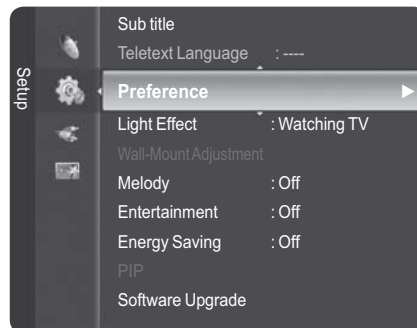 Setup
Sub title
Teletext Language : ----
Preference ►
Light Effect : Watching TV
Wall-Mount Adjustment
Melody : Off
Entertainment : Off
Energy Saving : Off
PIP
Software Upgrade